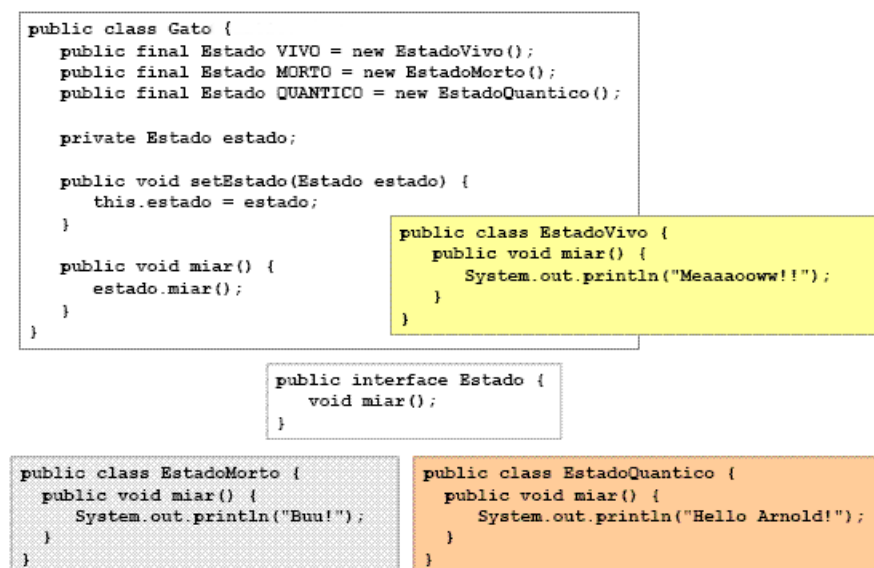 public class Gato {
public final Estado VIVO = new EstadoVivo();
public final Estado MORTO = new EstadoMorto();
public final Estado QUANTICO = new EstadoQuantico();
private Estado estado;
public void setEstado(Estado estado) {
this.estado = estado;
}
public void miar() {
estado.miar();
}
}
public class EstadoVivo {
public void miar() {
System.out.println("Meaaaooww!!");
}
}
public interface Estado {
void miar();
}
public class EstadoMorto {
public void miar() {
System.out.println("Buu!");
}
}
public class EstadoQuantico {
public void miar() {
System.out.println("Hello Arnold!");
}
}